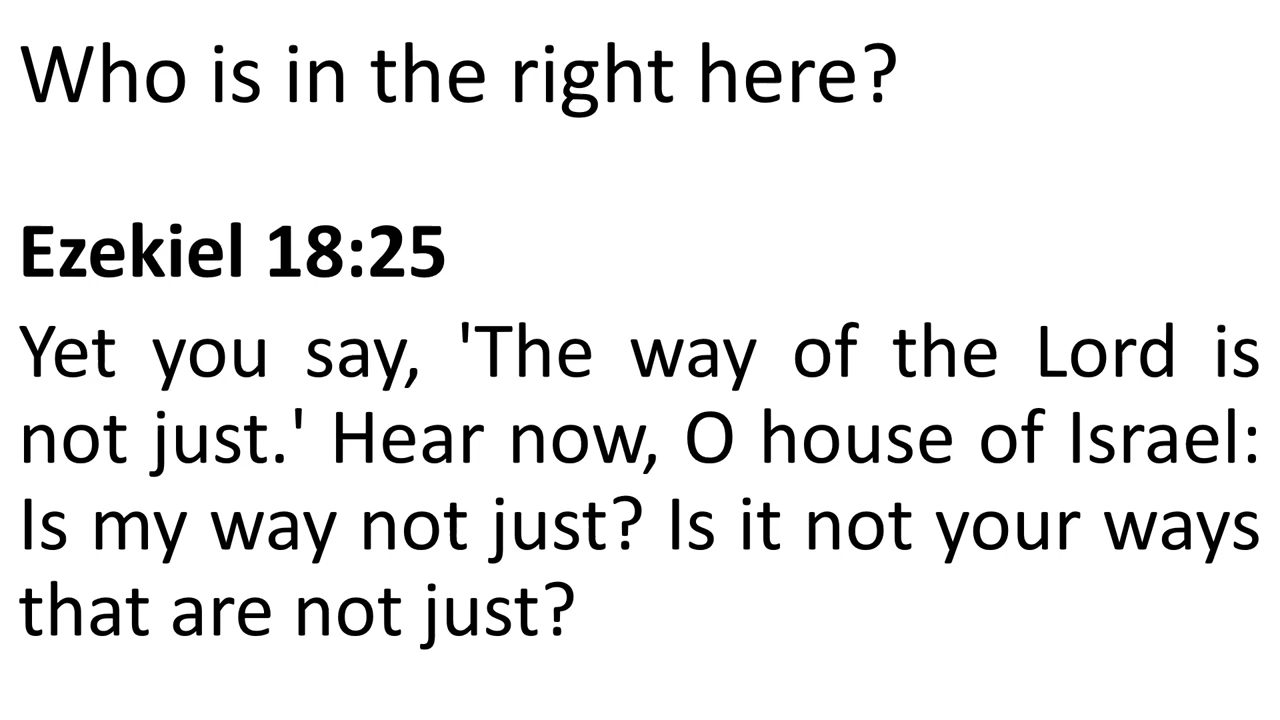 Who is in the right here?
Ezekiel 18:25
Yet you say, 'The way of the Lord is
not just.' Hear now, O house of Israel:
Is my way not just? Is it not your ways
that are not just?